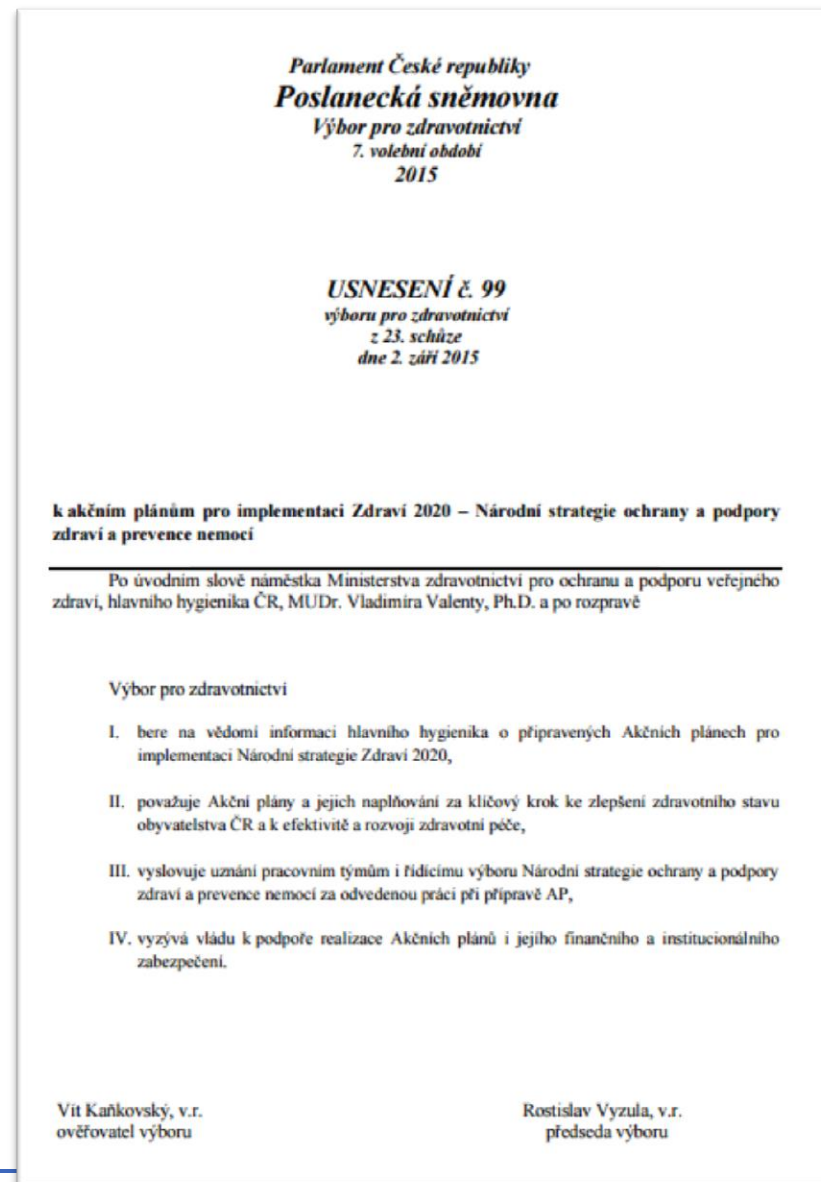 Parlament České republiky
Poslanecká sněmovna
Výbor pro zdravotnictví
7. volební období
2015
USNESENÍ č. 99
výboru pro zdravotnictví
z 23. schůze
dne 2. září 2015
k akčním plánům pro implementaci Zdraví 2020 – Národní strategie ochrany a podpory
zdraví a prevence nemocí
Po úvodním slově náměstka Ministerstva zdravotnictví pro ochranu a podporu veřejného
zdraví, hlavního hygienika ČR, MUDr. Vladimíra Valenty, Ph.D. a po rozpravě
Výbor pro zdravotnictví
I. bere na vědomí informaci hlavního hygienika o připravených Akčních plánech pro
implementaci Národní strategie Zdraví 2020,
II. považuje Akční plány a jejich naplňování za klíčový krok ke zlepšení zdravotního stavu
obyvatelstva ČR a k efektivitě a rozvoji zdravotní péče,
III. vyslovuje uznání pracovním týmům i řídícímu výboru Národní strategie ochrany a podpory
zdraví a prevence nemocí za odvedenou práci při přípravě AP,
IV. vyzývá vládu k podpoře realizace Akčních plánů i jejího finančního a institucionálního
zabezpečení.
Vít Kaňkovský, v.r.
ověřovatel výboru
Rostislav Vyzula, v.r.
předseda výboru